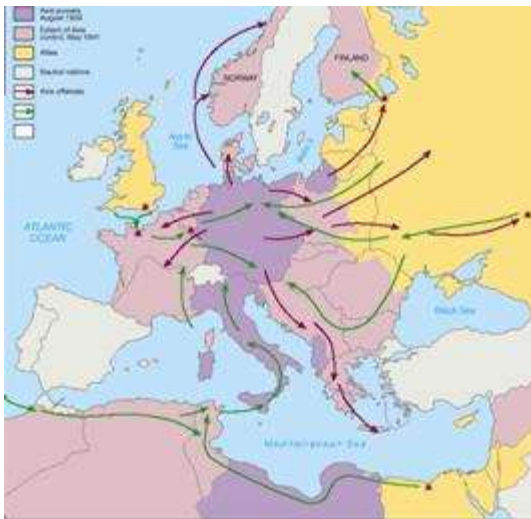 Axis powers,
August 1939
Extent of Axis
control, May 1941
Allies
Neutral nations
Axis offensives
NORWAY
FINLAND
North
Sea
ATLANTIC
OCEAN
Black Sea
Mediterranean Sea